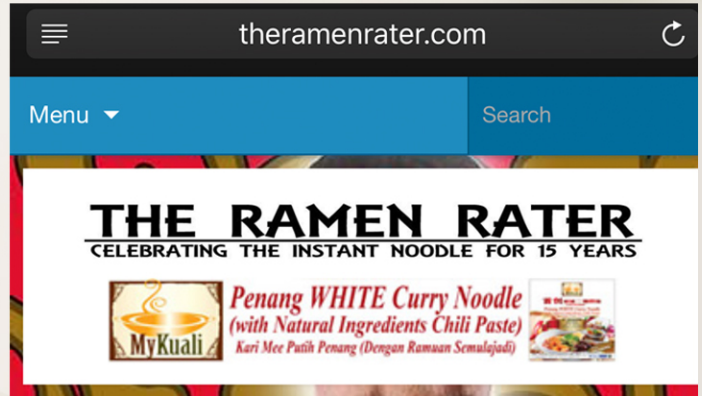 theramenrater.com
Menu
Search
THE RAMEN RATER
CELEBRATING THE INSTANT NOODLE FOR 15 YEARS
MyKuali
Penang WHITE Curry Noodle
(with Natural Ingredients Chili Paste)
Kari Mee Putih Penang (Dengan Ramuan Semulajadi)